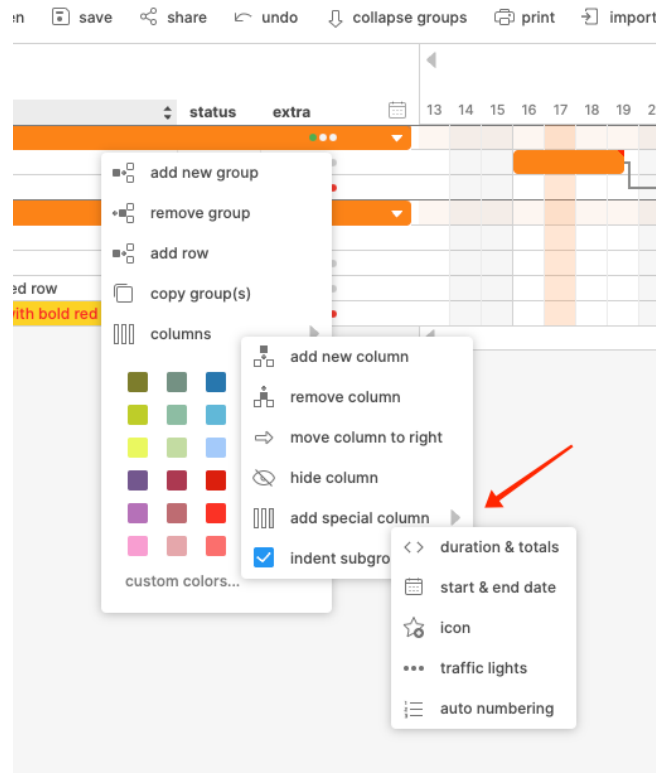 en save share undo collapse groups print import
status extra 13 14 15 16 17 18 19 2
add new group
remove group
add row
copy group(s)
ed row
with bold red
columns
add new column
remove column
move column to right
hide column
add special column
indent subgro
custom colors...
duration & totals
start & end date
icon
traffic lights
auto numbering